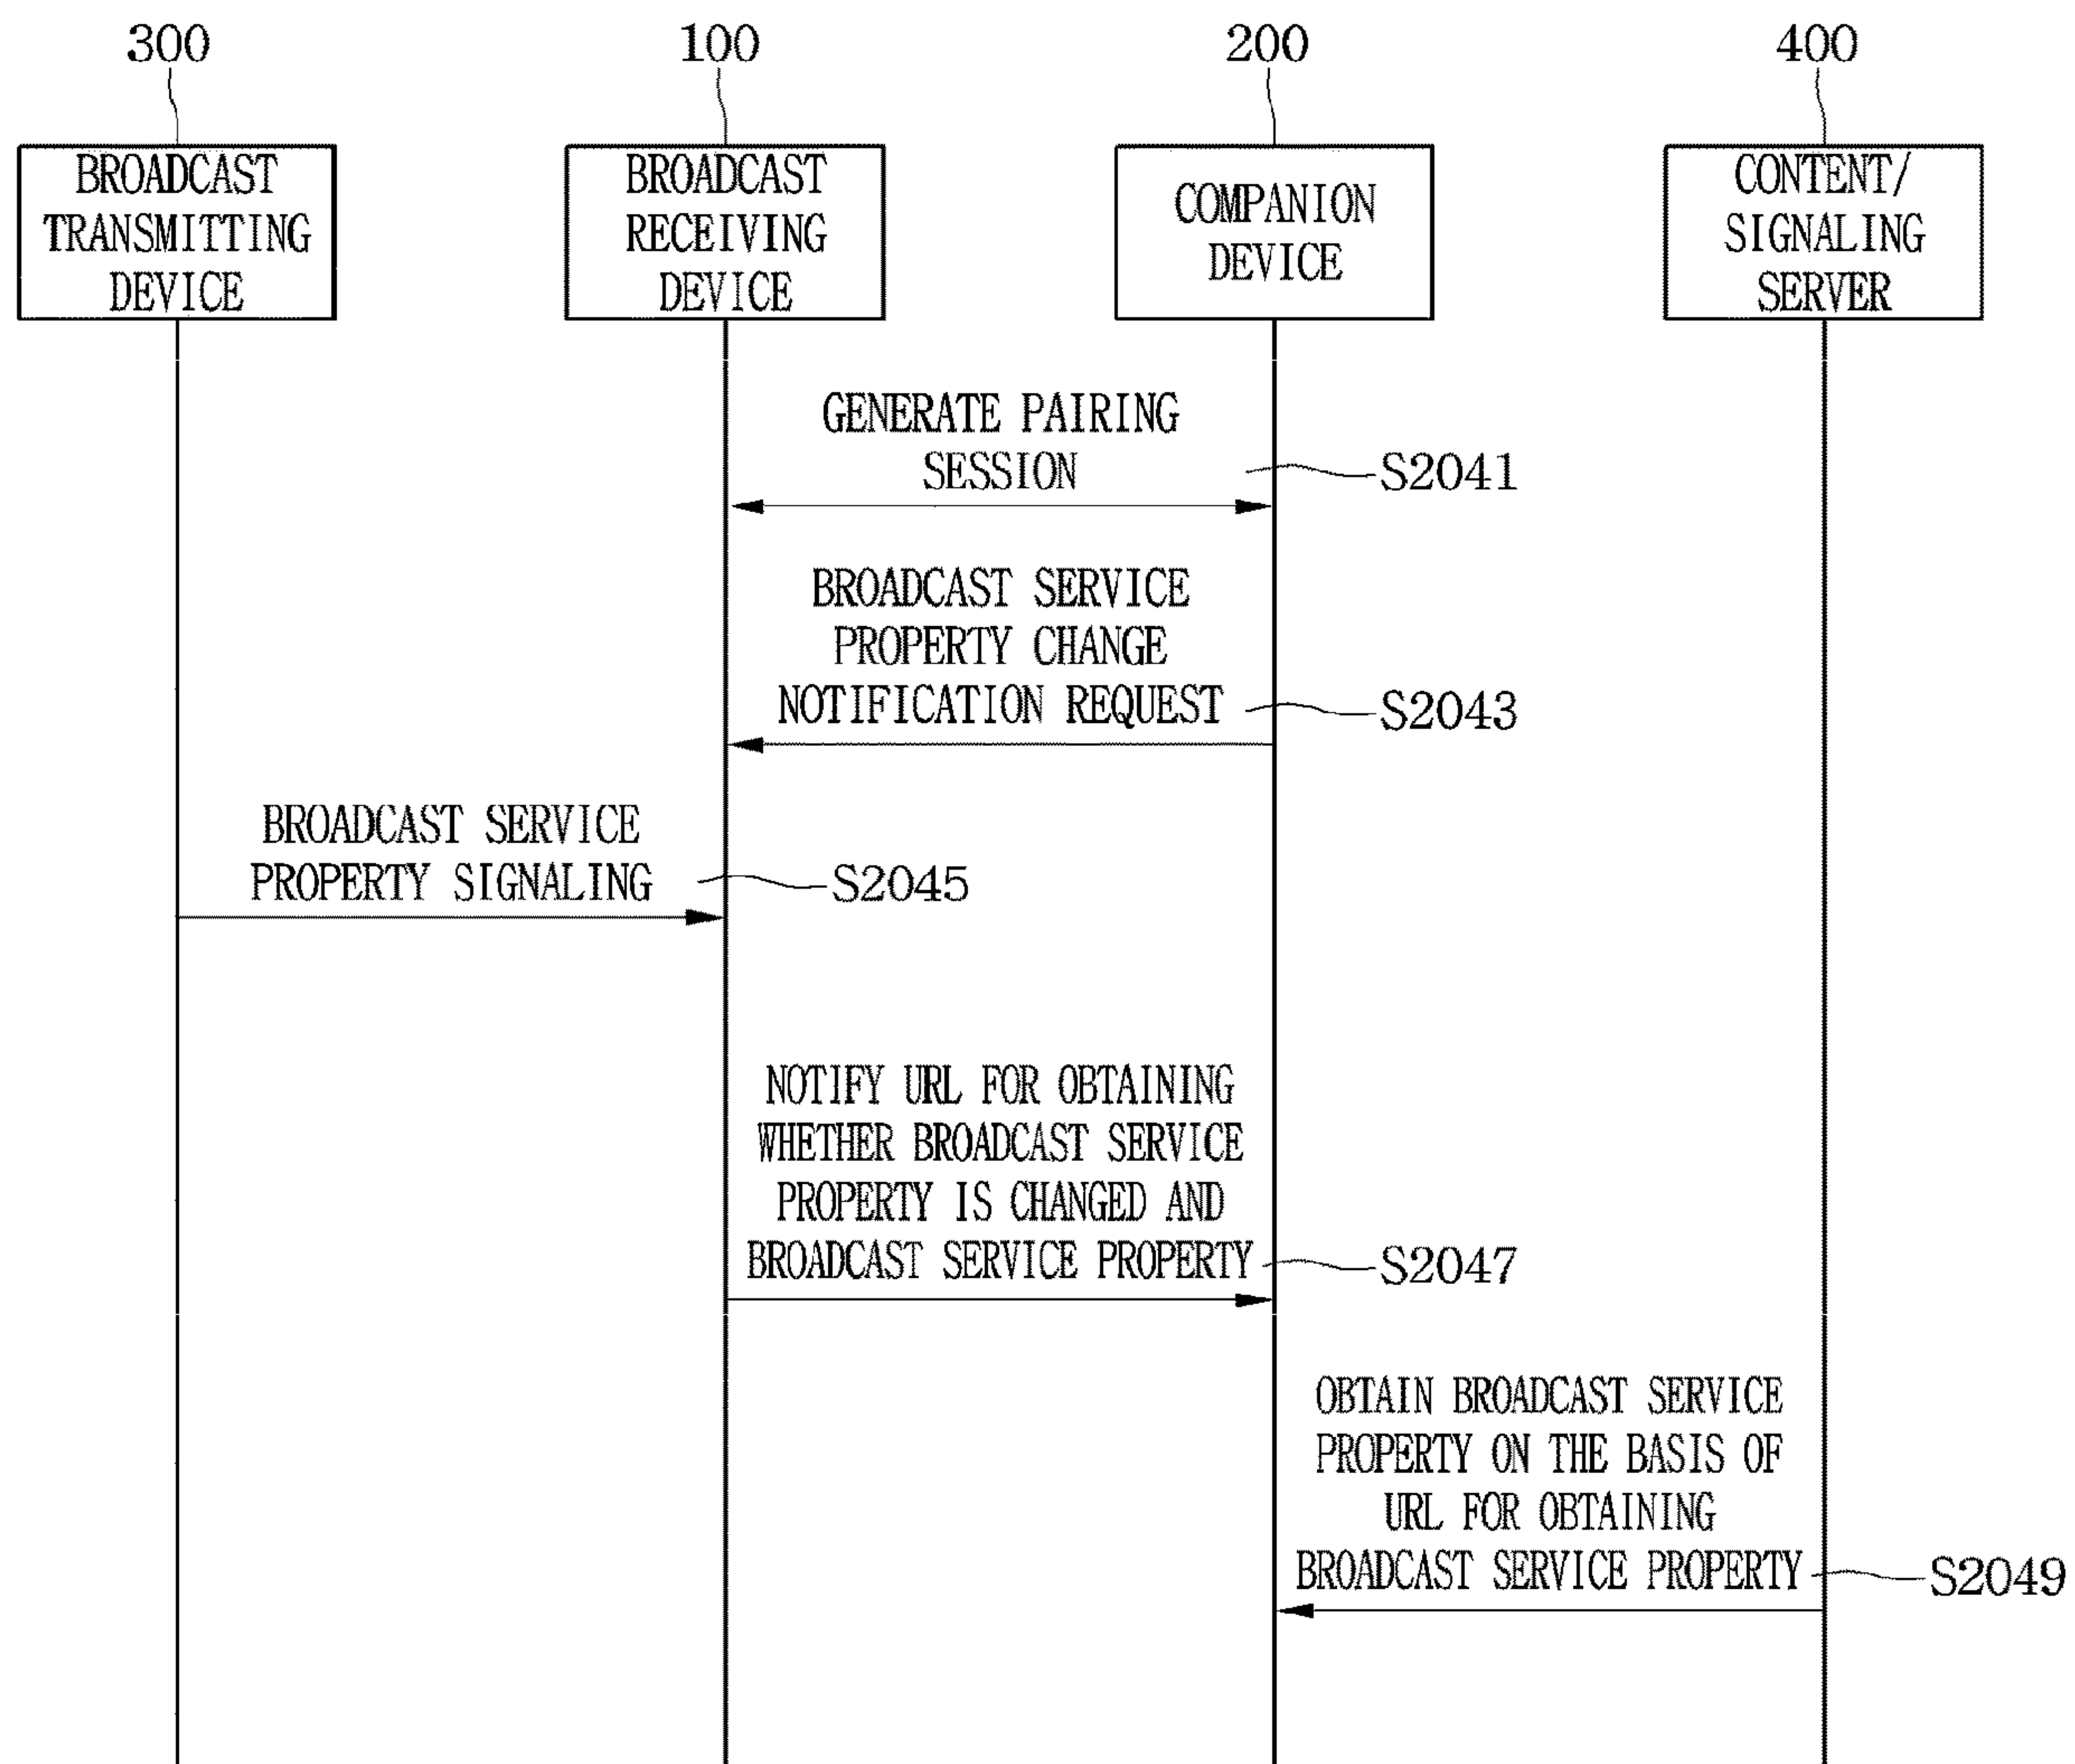 300
100
200
400
BROADCAST
TRANSMITTING
DEVICE
BROADCAST
RECEIVING
DEVICE
COMPANION
DEVICE
CONTENT/
SIGNALING
SERVER
GENERATE PAIRING
SESSION
S2041
BROADCAST SERVICE
PROPERTY CHANGE
NOTIFICATION REQUEST
S2043
BROADCAST SERVICE
PROPERTY SIGNALING
S2045
NOTIFY URL FOR OBTAINING
WHETHER BROADCAST SERVICE
PROPERTY IS CHANGED AND
BROADCAST SERVICE PROPERTY
S2047
OBTAIN BROADCAST SERVICE
PROPERTY ON THE BASIS OF
URL FOR OBTAINING
BROADCAST SERVICE PROPERTY
S2049